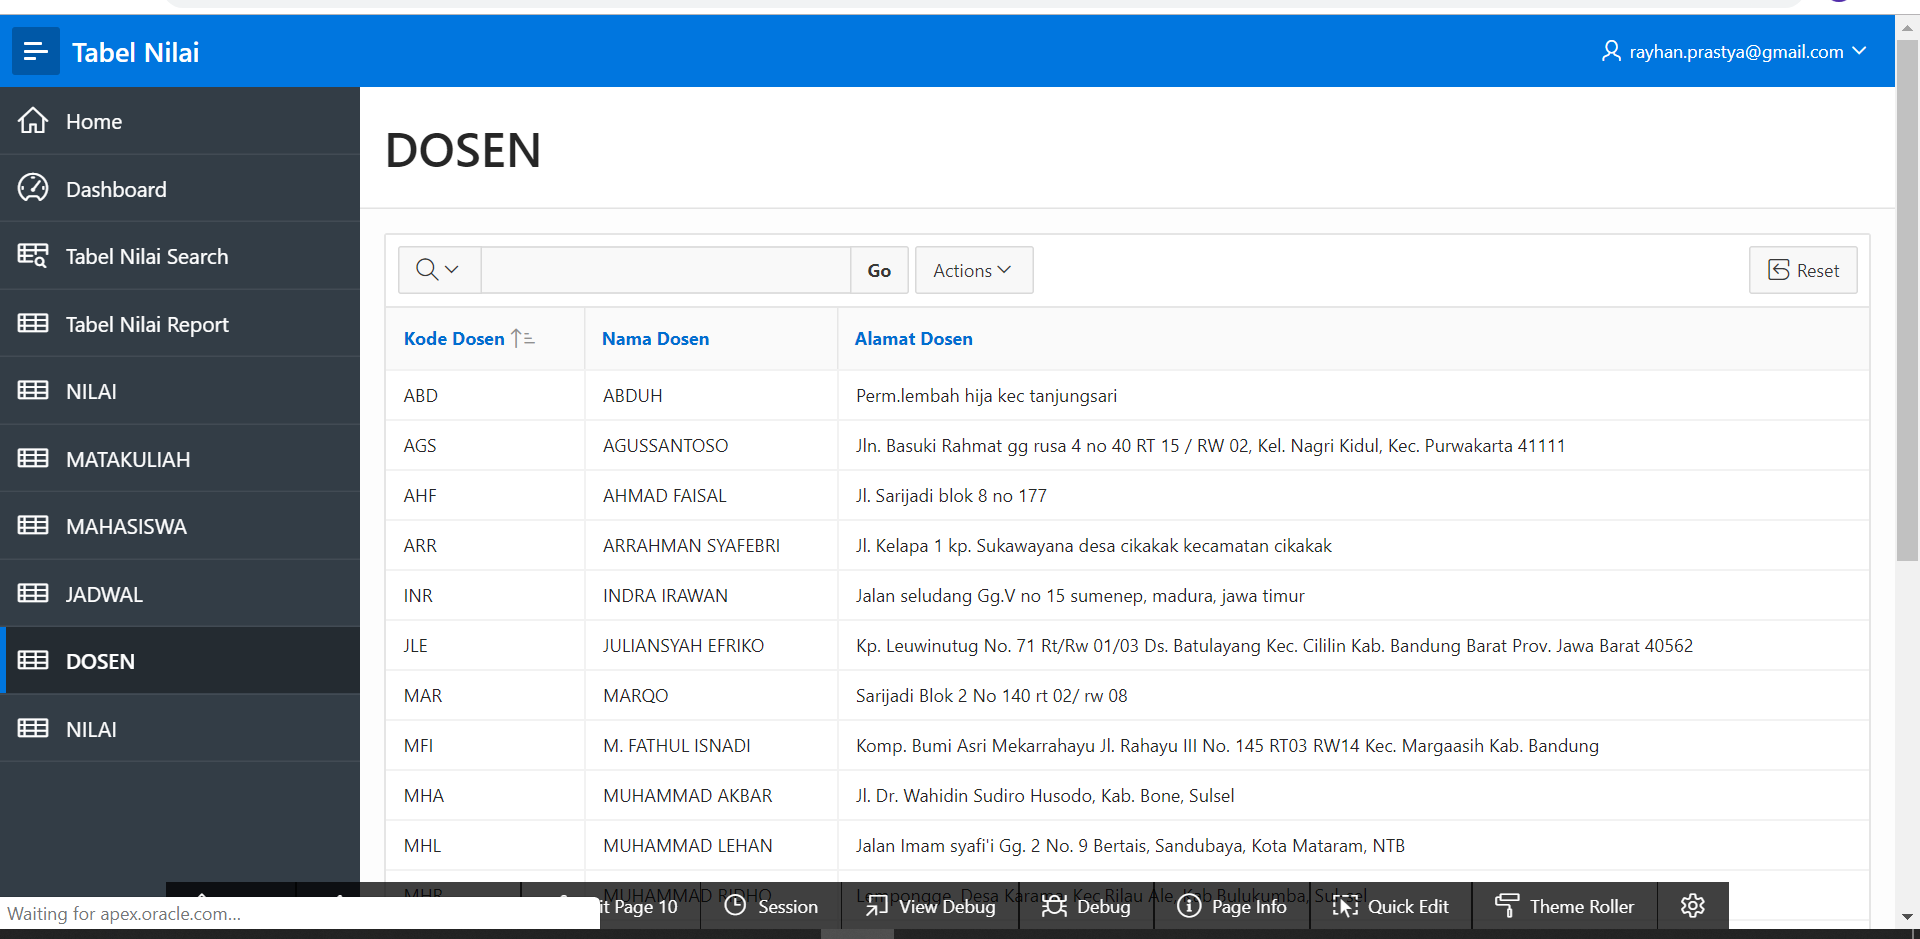 Tabel Nilai
rayhan.prastya@gmail.com
Home
Dashboard
Tabel Nilai Search
Tabel Nilai Report
NILAI
MATAKULIAH
MAHASISWA
JADWAL
DOSEN
NILAI
DOSEN
Go
Actions
Reset
Kode Dosen Nama Dosen Alamat Dosen
ABD ABDUH Perm.lembah hija kec tanjungsari
AGS AGUSSANTOSO Jln. Basuki Rahmat gg rusa 4 no 40 RT 15 / RW 02, Kel. Nagri Kidul, Kec. Purwakarta 41111
AHF AHMAD FAISAL Jl. Sarijadi blok 8 no 177
ARR ARRAHMAN SYAFEBRI Jl. Kelapa 1 kp. Sukawayana desa cikakak kecamatan cikakak
INR INDRA IRAWAN Jalan seludang Gg.V no 15 sumenep, madura, jawa timur
JLE JULIANSYAH EFRIKO Kp. Leuwinutug No. 71 Rt/Rw 01/03 Ds. Batulayang Kec. Cililin Kab. Bandung Barat Prov. Jawa Barat 40562
MAR MARQO Sarijadi Blok 2 No 140 rt 02/ rw 08
MFI M. FATHUL ISNADI Komp. Bumi Asri Mekarrahayu Jl. Rahayu III No. 145 RT03 RW14 Kec. Margaasih Kab. Bandung
MHA MUHAMMAD AKBAR Jl. Dr. Wahidin Sudiro Husodo, Kab. Bone, Sulsel
MHL MUHAMMAD LEHAN Jalan Imam syafi'i Gg. 2 No. 9 Bertais, Sandubaya, Kota Mataram, NTB
MHR MUHAMMAD RIDHO Lempongge, Desa Karama, Kec Rilau Ale, Kab Bulukumba, Sulsel
it Page 10 Session View Debug Debug Page Info Quick Edit Theme Roller
Waiting for apex.oracle.com...